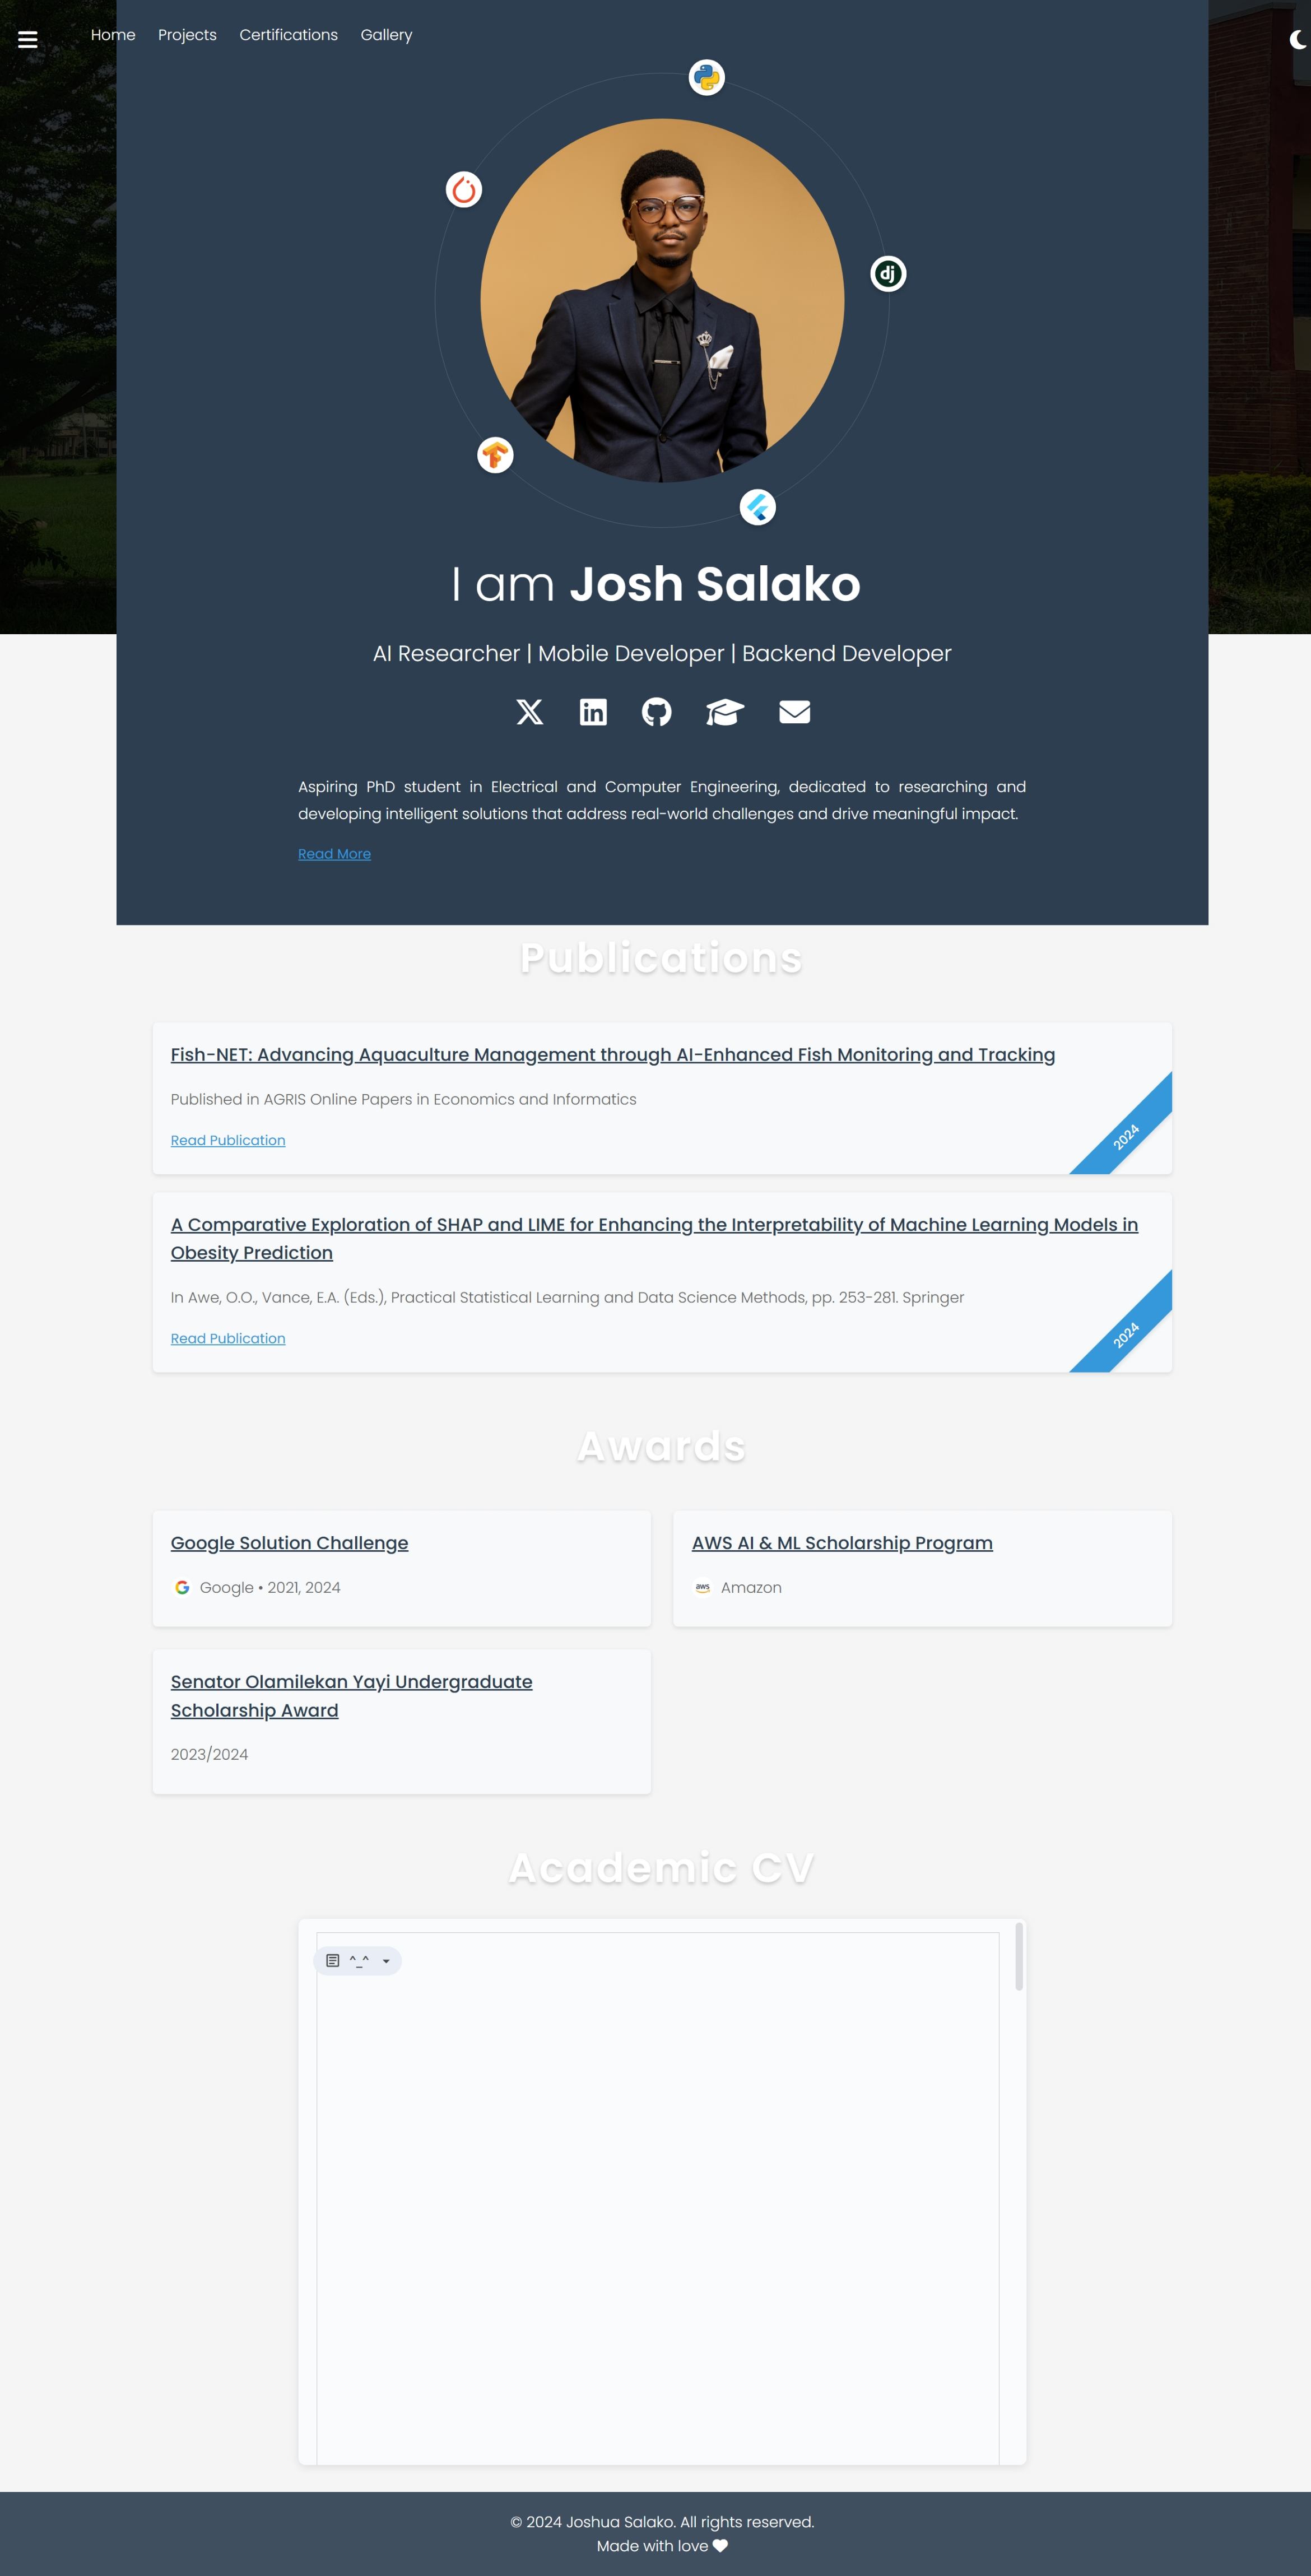 Home Projects Certifications Gallery
dj
I am Josh Salako
AI Researcher | Mobile Developer | Backend Developer
X in
Aspiring PhD student in Electrical and Computer Engineering, dedicated to researching and
developing intelligent solutions that address real-world challenges and drive meaningful impact.
Read More
Publications
Fish-NET: Advancing Aquaculture Management through AI-Enhanced Fish Monitoring and Tracking
Published in AGRIS Online Papers in Economics and Informatics
Read Publication
2024
A Comparative Exploration of SHAP and LIME for Enhancing the Interpretability of Machine Learning Models in
Obesity Prediction
In Awe, O.O., Vance, E.A. (Eds.), Practical Statistical Learning and Data Science Methods, pp. 253-281. Springer
Read Publication
2024
Awards
Google Solution Challenge
G Google • 2021, 2024
AWS AI & ML Scholarship Program
aws Amazon
Senator Olamilekan Yayi Undergraduate
Scholarship Award
2023/2024
Academic CV
^_^
© 2024 Joshua Salako. All rights reserved.
Made with love